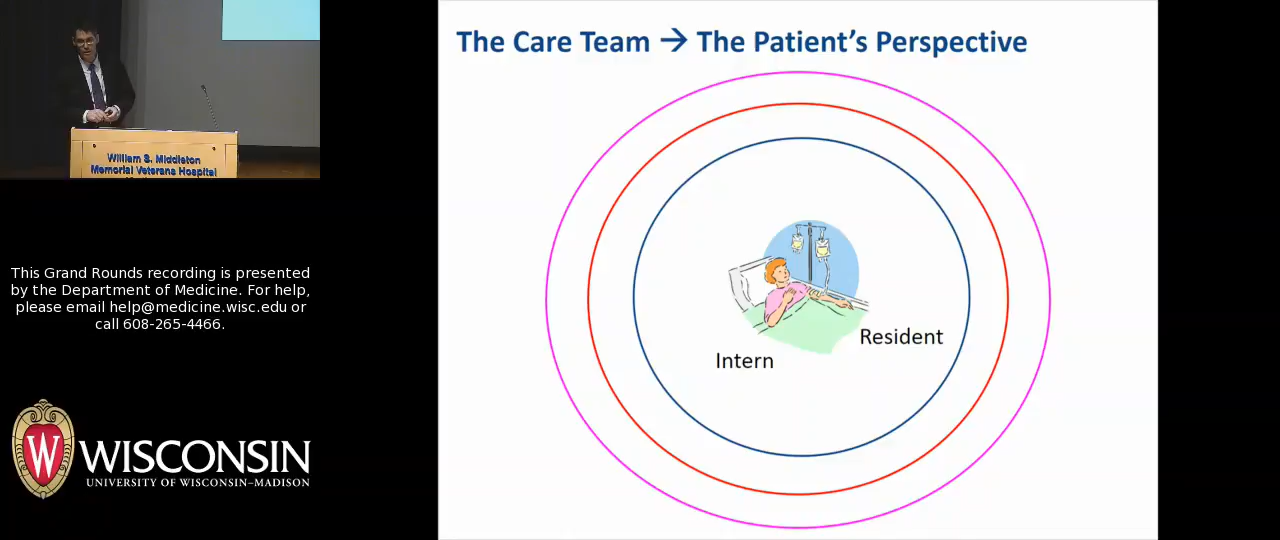 The Care Team → The Patient's Perspective
Intern
Resident
William S. Middleton
Memorial Veterans Hospital
This Grand Rounds recording is presented
by the Department of Medicine. For help,
please email help@medicine.wisc.edu or
call 608-265-4466.
W
WISCONSIN
UNIVERSITY OF WISCONSIN–MADISON